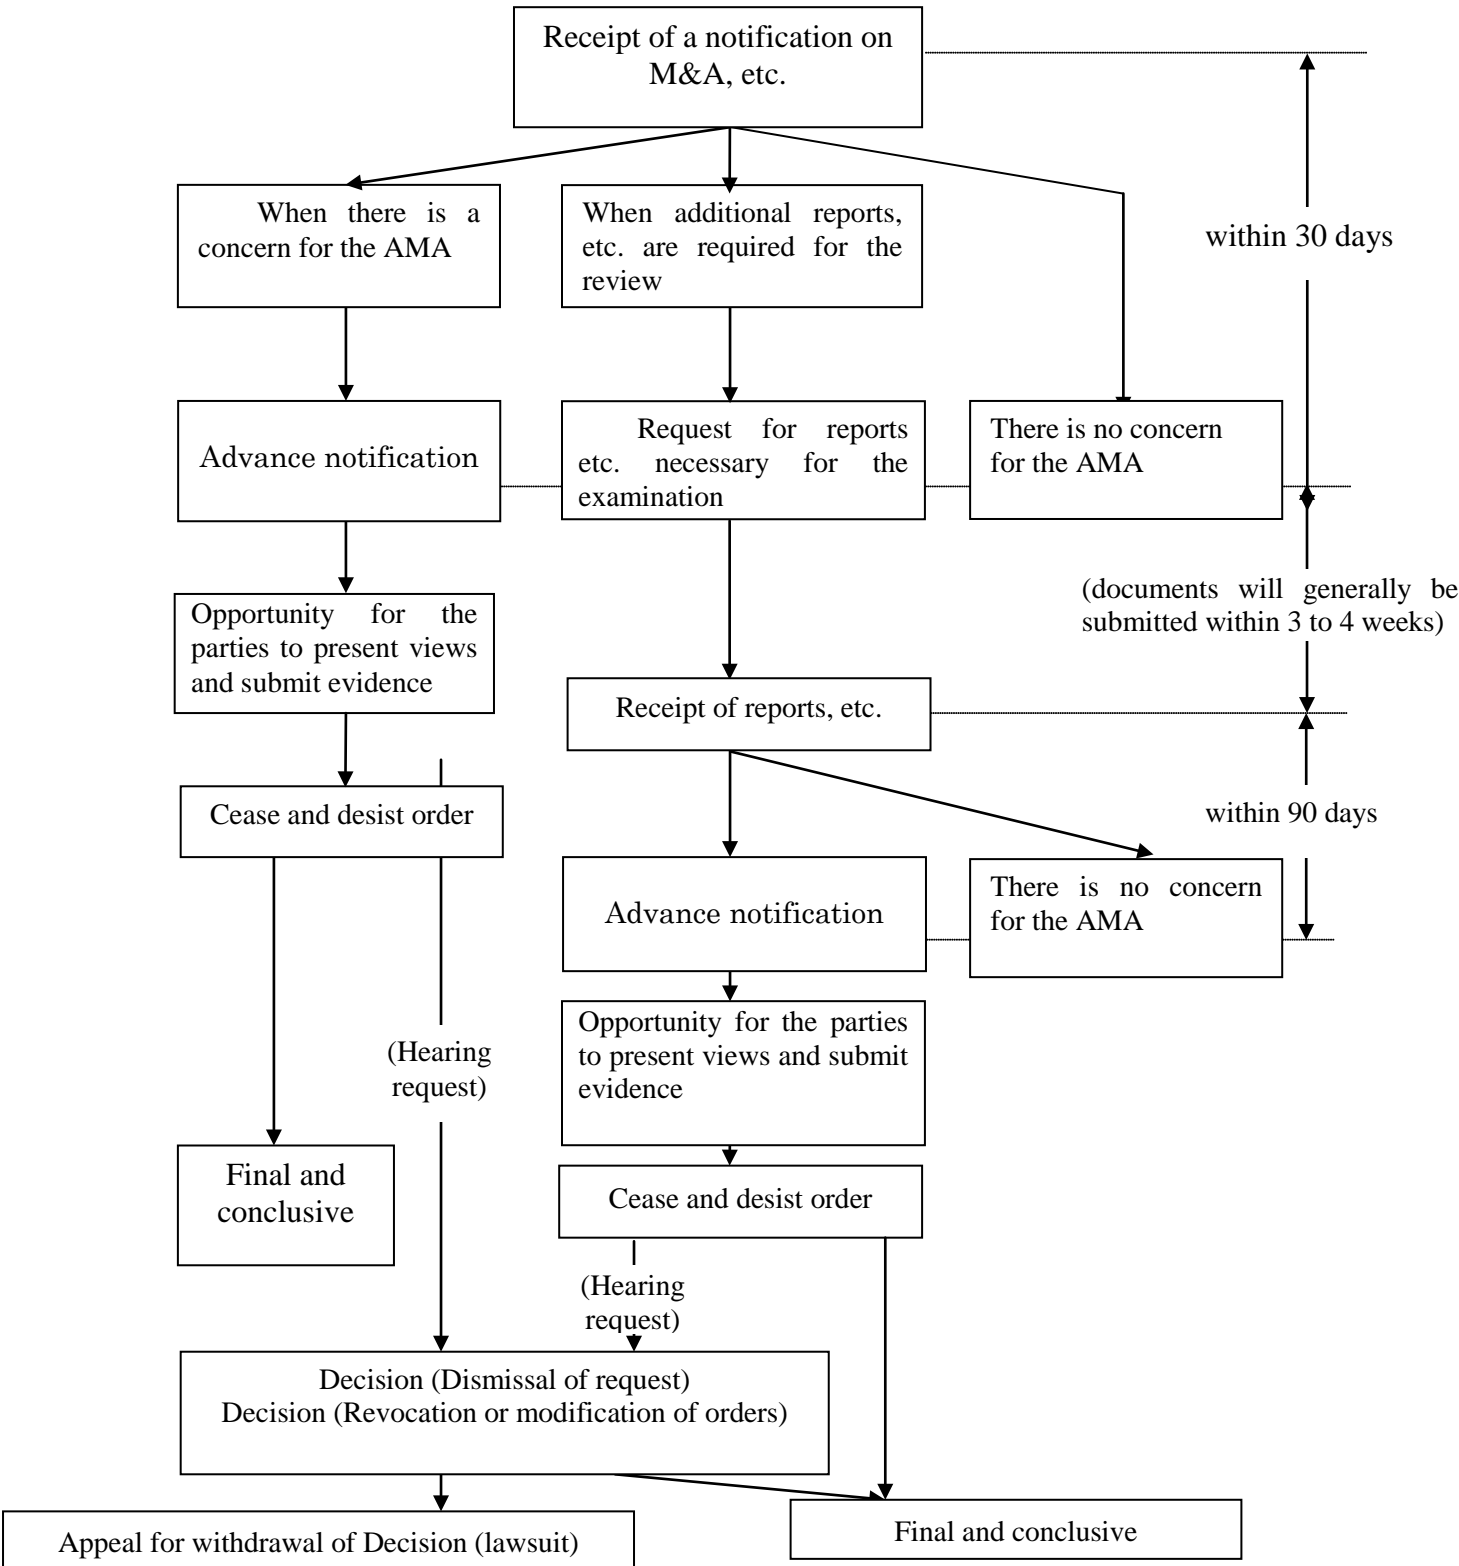 Receipt of a notification on
M&A, etc.
within 30 days
When there is a
concern for the AMA
When additional reports,
etc. are required for the
review
Advance notification
Request for reports
etc. necessary for the
examination
There is no concern
for the AMA
(documents will generally be
submitted within 3 to 4 weeks)
Opportunity for the
parties to present views
and submit evidence
Receipt of reports, etc.
Cease and desist order
within 90 days
Advance notification
There is no concern
for the AMA
(Hearing
request)
Opportunity for the parties
to present views and submit
evidence
Final and
conclusive
Cease and desist order
(Hearing
request)
Decision (Dismissal of request)
Decision (Revocation or modification of orders)
Appeal for withdrawal of Decision (lawsuit)
Final and conclusive